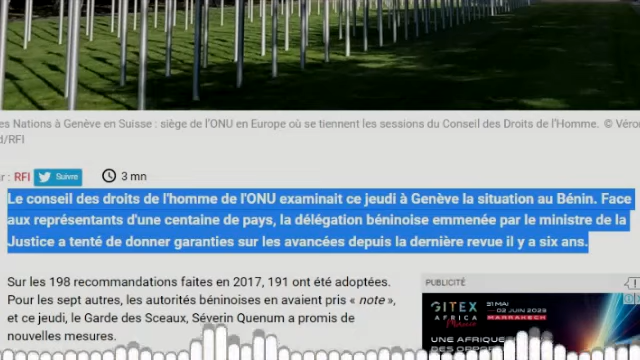 es Nations à Genève en Suisse : siège de l'ONU en Europe où se tiennent les sessions du Conseil des Droits de l'Homme. © Véro
d/RFI
r : RFI Suivre 3 mn
Le conseil des droits de l'homme de l'ONU examinait ce jeudi à Genève la situation au Bénin. Face
aux représentants d'une centaine de pays, la délégation béninoise emmenée par le ministre de la
Justice a tenté de donner garanties sur les avancées depuis la dernière revue il y a six ans.
Sur les 198 recommandations faites en 2017, 191 ont été adoptées.
Pour les sept autres, les autorités béninoises en avaient pris « note »,
et ce jeudi, le Garde des Sceaux, Séverin Quenum a promis de
nouvelles mesures.
PUBLICITÉ
GITEX
AFRICA
Morocco
31 MAI
02 JUIN 2023
MARRAKECH
UNE AFRIQUE
DES OPPOR